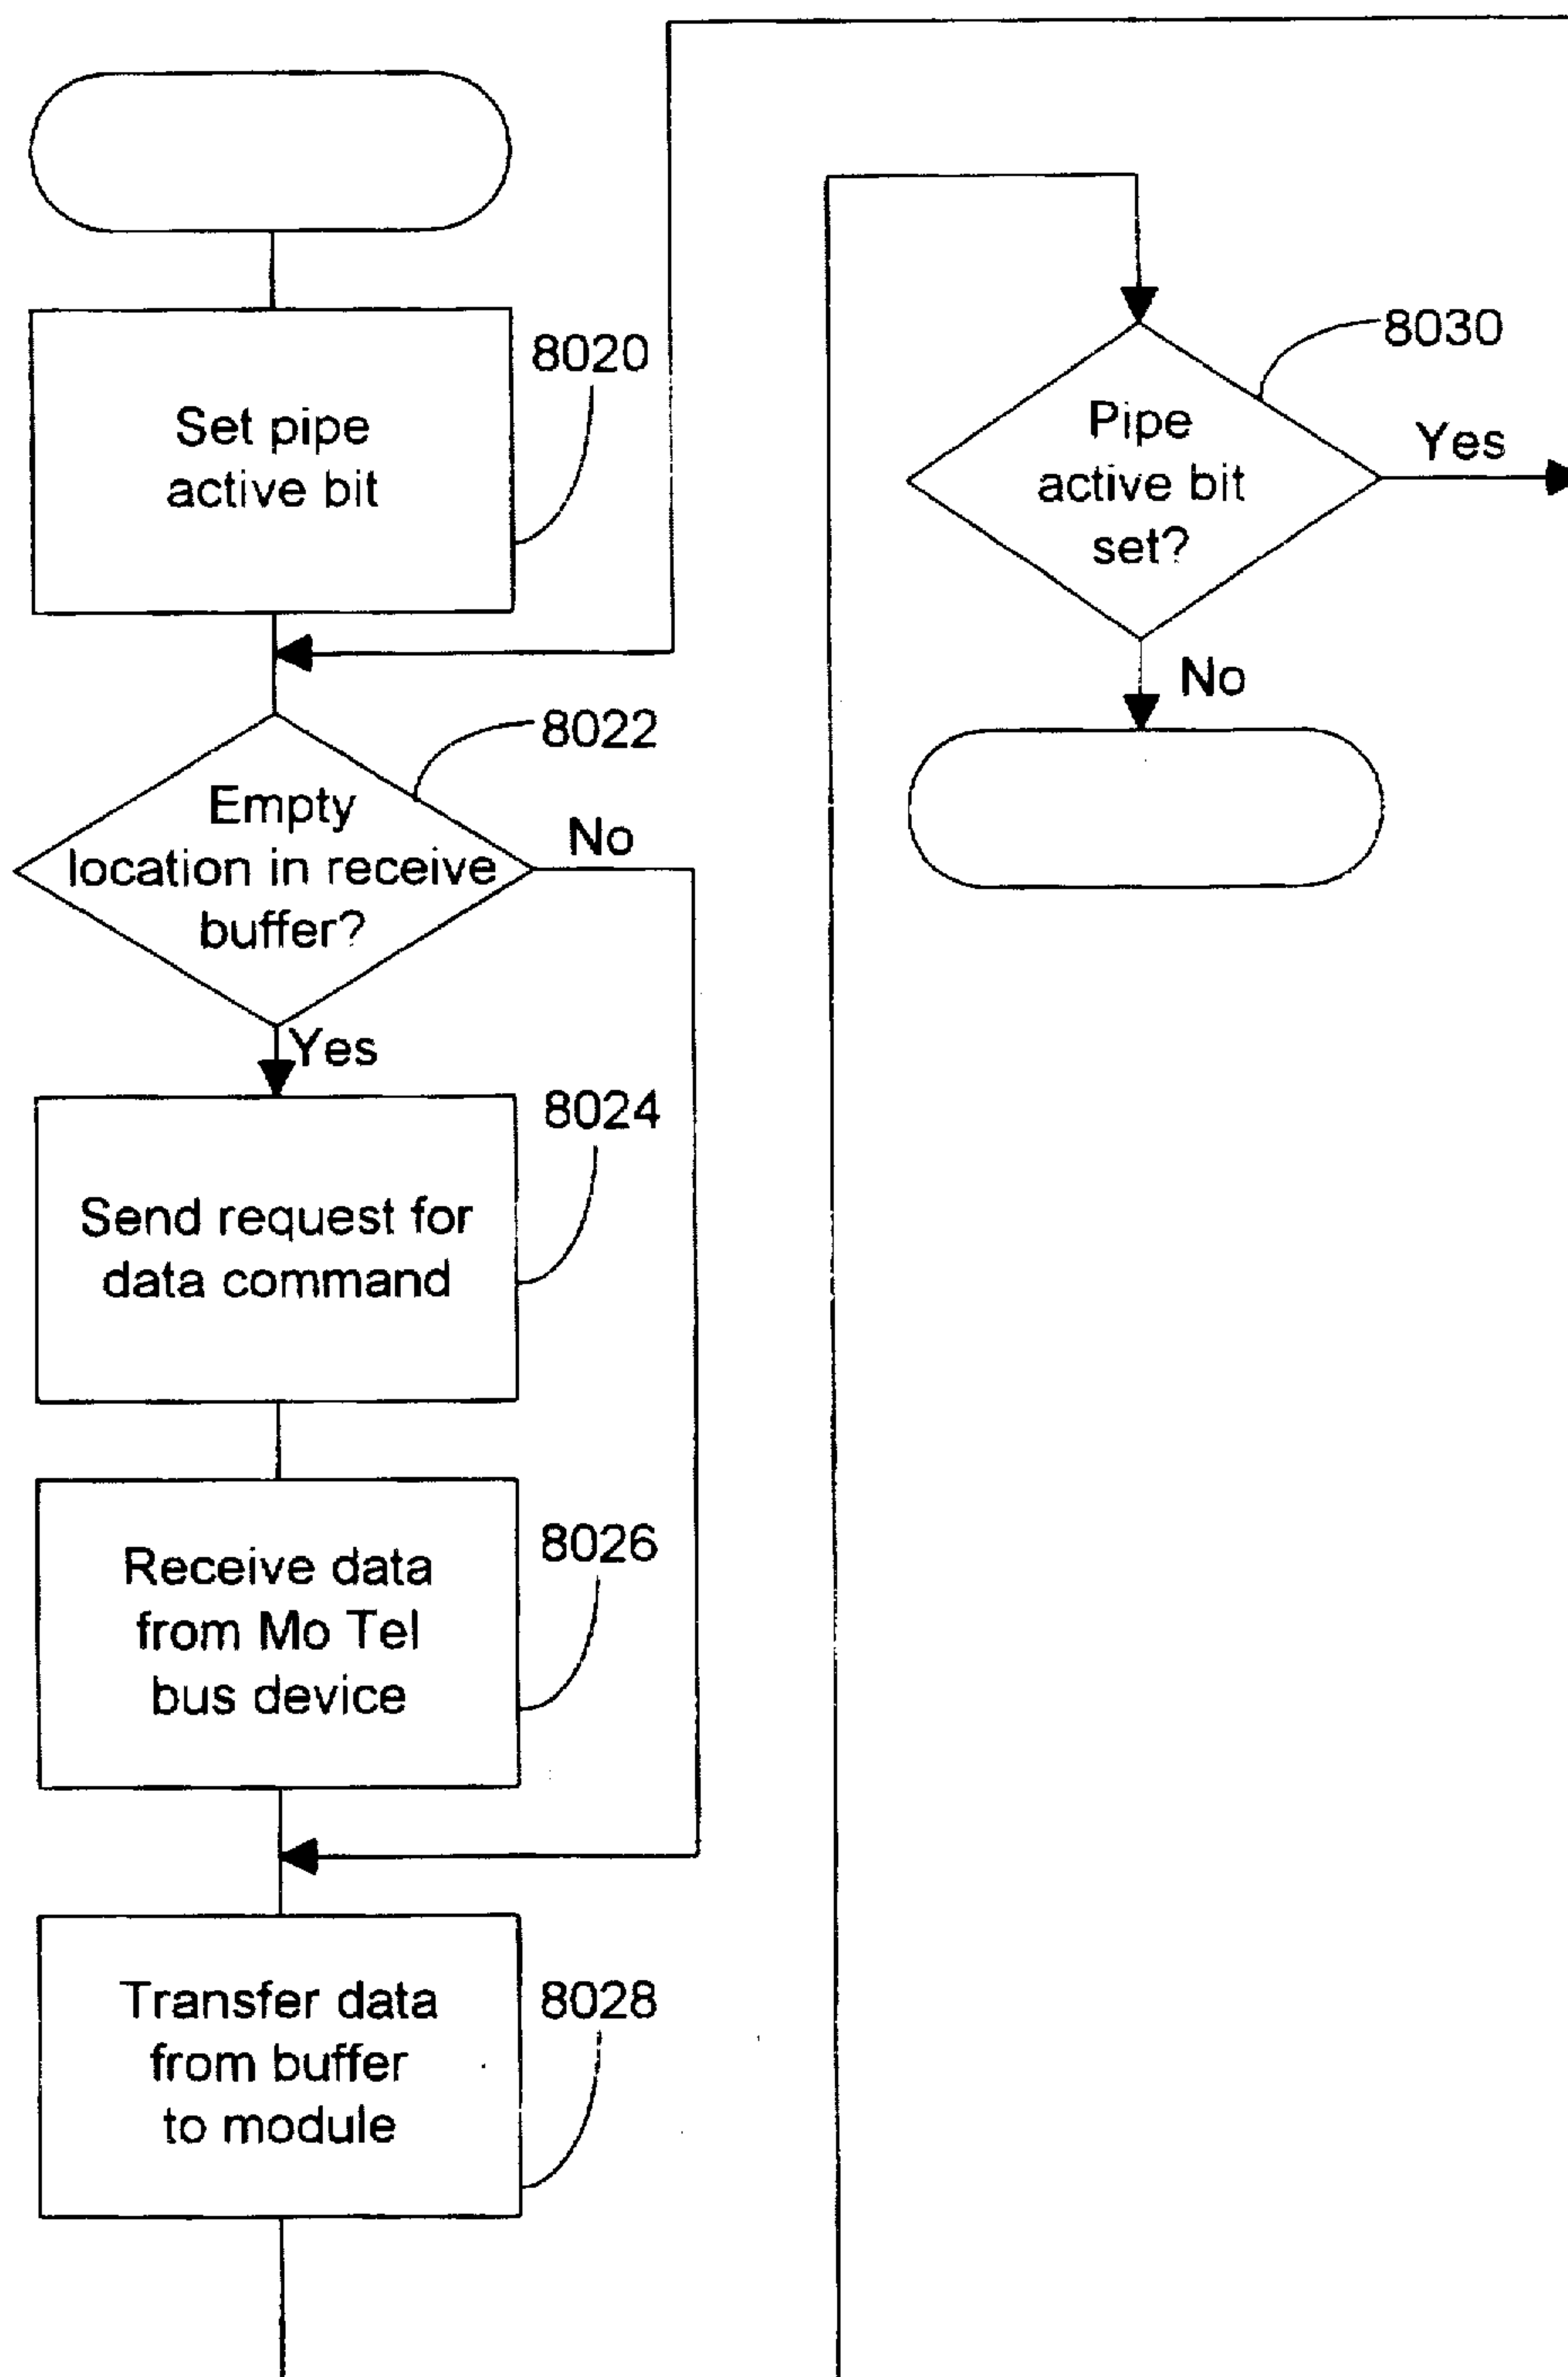 8020
Set pipe
active bit
8022
Empty
location in receive
buffer?
No
Yes
8024
Send request for
data command
8026
Receive data
from Mo Tel
bus device
8028
Transfer data
from buffer
to module
8030
Pipe
active bit
set?
Yes
No